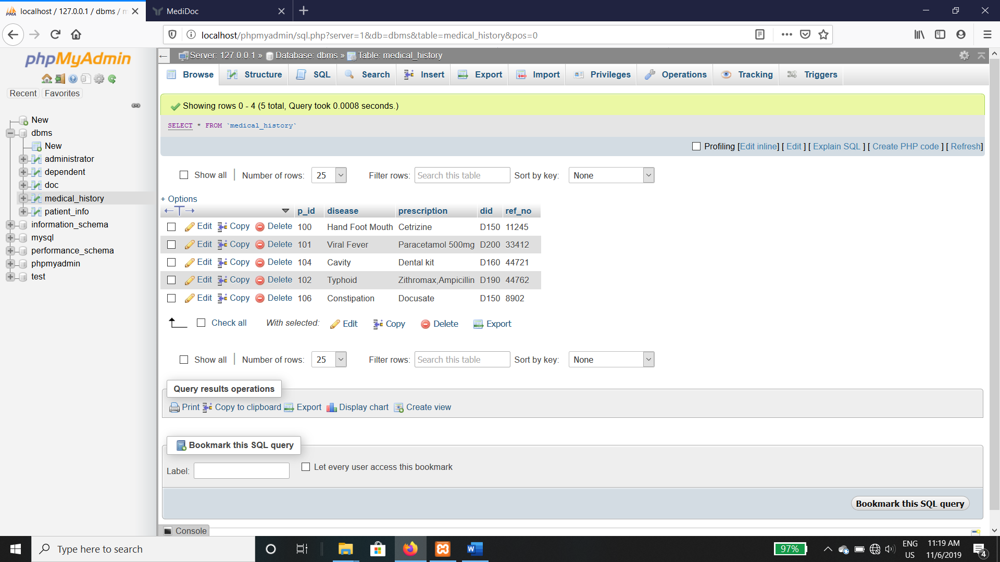 localhost / 127.0.0.1 / dbms / m
MediDoc
localhost/phpmyadmin/sql.php?server=1&db=dbms&table=medical_history&pos=0
phpMyAdmin
Recent Favorites
New
dbms
New
administrator
dependent
doc
medical_history
patient_info
information_schema
mysql
performance_schema
phpmyadmin
test
Server: 127.0.0.1 » Database: dbms » Table: medical_history
Browse Structure SQL Search Insert Export Import Privileges Operations Tracking Triggers
Showing rows 0 - 4 (5 total, Query took 0.0008 seconds.)
SELECT * FROM `medical_history`
Profiling [Edit inline] [ Edit ] [ Explain SQL ] [ Create PHP code ] [ Refresh]
Show all Number of rows: 25 Filter rows: Search this table Sort by key: None
+ Options
p_id disease prescription did ref_no
Edit Copy Delete 100 Hand Foot Mouth Cetrizine D150 11245
Edit Copy Delete 101 Viral Fever Paracetamol 500mg D200 33412
Edit Copy Delete 104 Cavity Dental kit D160 44721
Edit Copy Delete 102 Typhoid Zithromax,Ampicillin D190 44762
Edit Copy Delete 106 Constipation Docusate D150 8902
Check all With selected: Edit Copy Delete Export
Show all Number of rows: 25 Filter rows: Search this table Sort by key: None
Query results operations
Print Copy to clipboard Export Display chart Create view
Bookmark this SQL query
Label: Let every user access this bookmark
Bookmark this SQL query
Console
Type here to search
97%
ENG
US
11:19 AM
11/6/2019
4